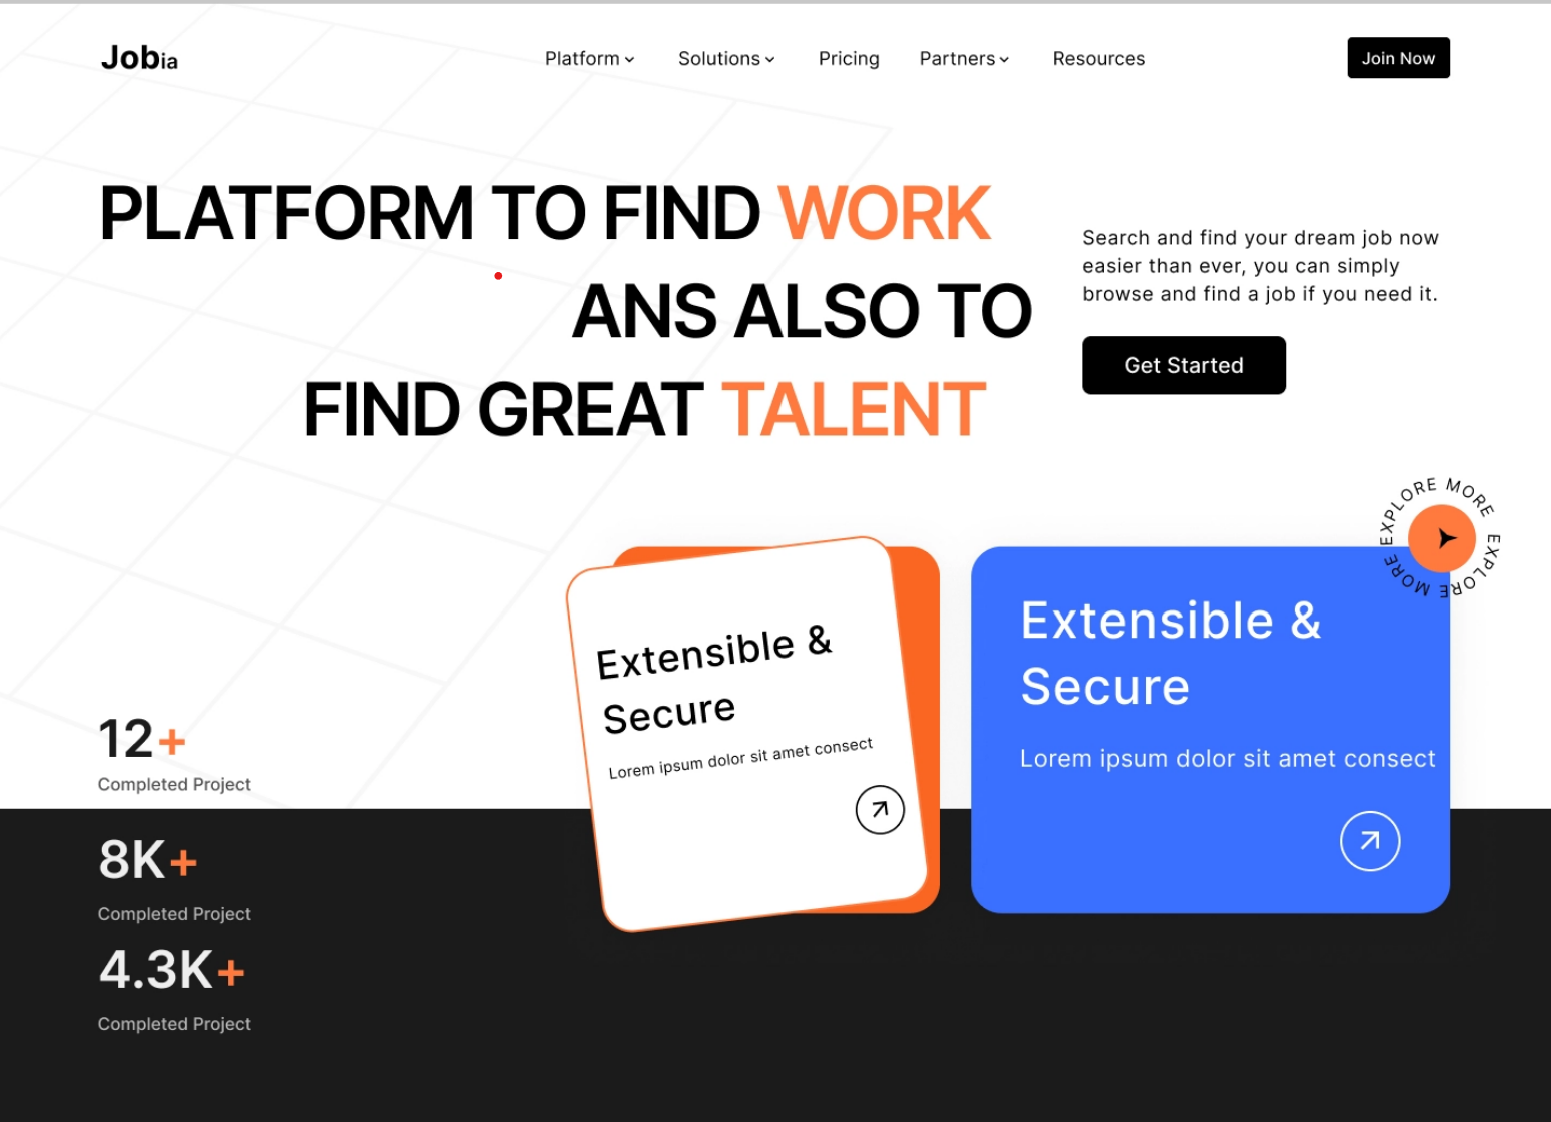 Jobia
Platform
Solutions
Pricing
Partners
Resources
Join Now
PLATFORM TO FIND WORK
ANS ALSO TO
FIND GREAT TALENT
Search and find your dream job now
easier than ever, you can simply
browse and find a job if you need it.
Get Started
EXPLORE MORE EXPLORE MORE
Extensible &
Secure
Lorem ipsum dolor sit amet consect
Extensible &
Secure
Lorem ipsum dolor sit amet consect
12+
Completed Project
8K+
Completed Project
4.3K+
Completed Project